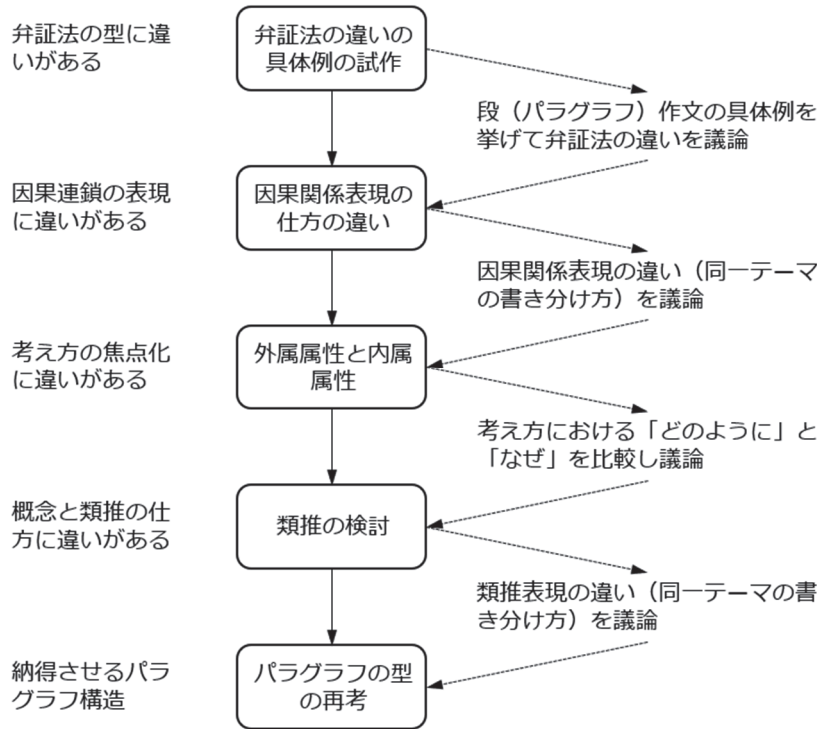 弁証法の型に違
いがある
弁証法の違いの
具体例の試作
段（パラグラフ）作文の具体例を
挙げて弁証法の違いを議論
因果連鎖の表現
に違いがある
因果関係表現の
仕方の違い
因果関係表現の違い（同一テーマ
の書き分け方）を議論
考え方の焦点化
に違いがある
外属属性と内属
属性
考え方における「どのように」と
「なぜ」を比較し議論
概念と類推の仕
方に違いがある
類推の検討
類推表現の違い（同一テーマの書
き分け方）を議論
納得させるパラ
グラフ構造
パラグラフの型
の再考